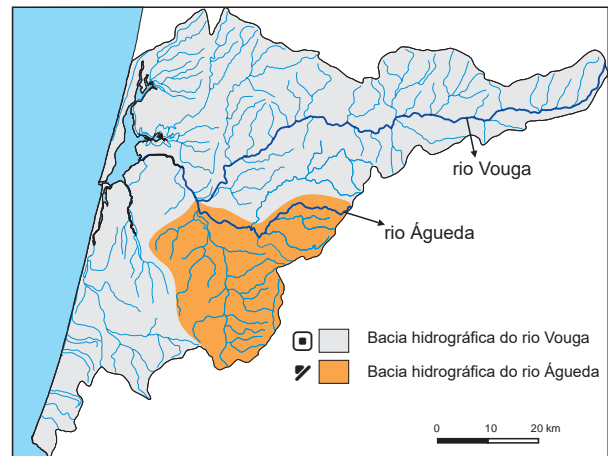 rio Vouga
rio Águeda
Bacia hidrográfica do rio Vouga
Bacia hidrográfica do rio Águeda
0 10 20 km